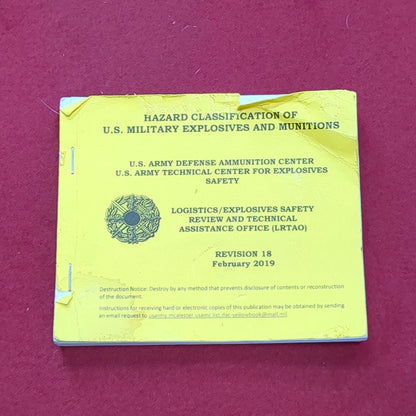 HAZARD CLASSIFICATION OF
U.S. MILITARY EXPLOSIVES AND MUNITIONS
U.S. ARMY DEFENSE AMMUNITION CENTER
U.S. ARMY TECHNICAL CENTER FOR EXPLOSIVES
SAFETY
LOGISTICS/EXPLOSIVES SAFETY
REVIEW AND TECHNICAL
ASSISTANCE OFFICE (LRTAO)
REVISION 18
February 2019
Destruction Notice: Destroy by any method that prevents disclosure of contents or reconstruction
of the document.
Instructions for receiving hard or electronic copies of this publication may be obtained by sending
an email request to